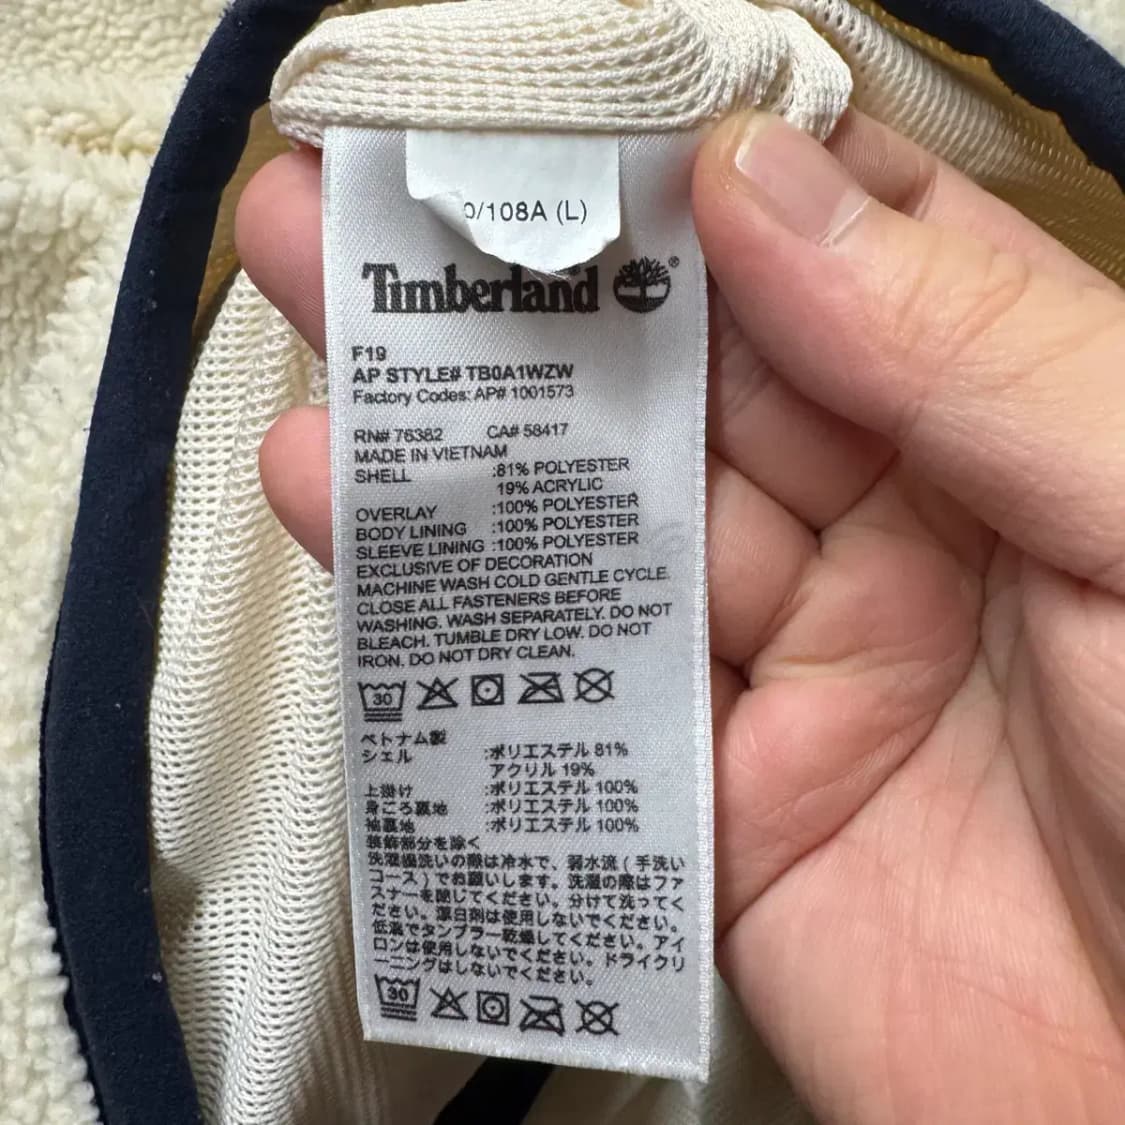 0/108A (L)
Timberland ®
F19
AP STYLE# TB0A1WZW
Factory Codes: AP# 1001573
RN# 76382 CA# 58417
MADE IN VIETNAM
SHELL :81% POLYESTER
19% ACRYLIC
OVERLAY :100% POLYESTER
BODY LINING :100% POLYESTER
SLEEVE LINING :100% POLYESTER
EXCLUSIVE OF DECORATION
MACHINE WASH COLD GENTLE CYCLE.
CLOSE ALL FASTENERS BEFORE
WASHING. WASH SEPARATELY. DO NOT
BLEACH. TUMBLE DRY LOW. DO NOT
IRON. DO NOT DRY CLEAN.
30
ベトナム製
シェル :ポリエステル 81%
アクリル 19%
上掛け :ポリエステル 100%
身ごろ裏地 :ポリエステル 100%
袖裏地 :ポリエステル 100%
装飾部分を除く
洗濯機洗いの際は冷水で、弱水流(手洗い
コース)でお願いします。洗濯の際はファ
スナーを閉じてください。分けて洗ってく
ださい。漂白剤は使用しないでください。
低温でタンブラー乾燥してください。アイ
ロンは使用しないでください。ドライクリ
ーニングはしないでください。
30